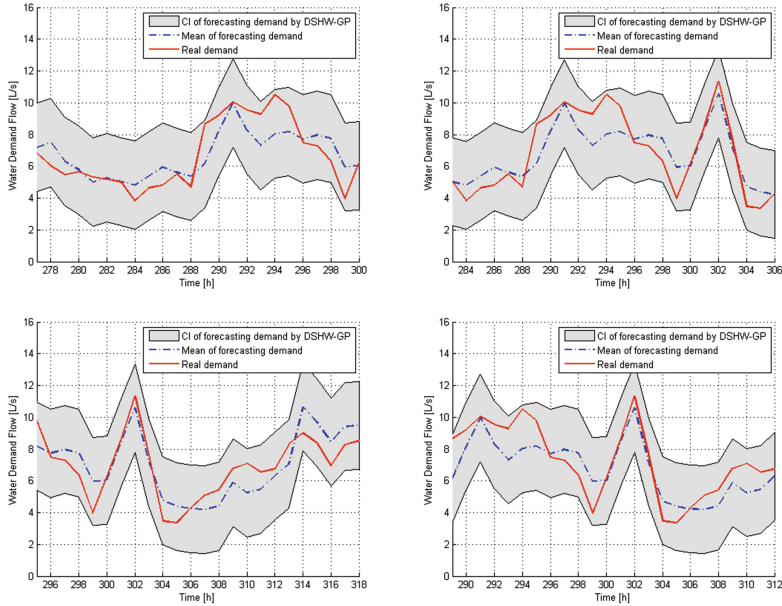 16
14
12
10
8
6
4
2
0
Water Demand Flow [L/s]
CI of forecasting demand by DSHW-GP
Mean of forecasting demand
Real demand
278 280 282 284 286 288 290 292 294 296 298 300
Time [h]
16
14
12
10
8
6
4
2
0
Water Demand Flow [L/s]
CI of forecasting demand by DSHW-GP
Mean of forecasting demand
Real demand
284 286 288 290 292 294 296 298 300 302 304 306
Time [h]
16
14
12
10
8
6
4
2
0
Water Demand Flow [L/s]
CI of forecasting demand by DSHW-GP
Mean of forecasting demand
Real demand
296 298 300 302 304 306 308 310 312 314 316 318
Time [h]
16
14
12
10
8
6
4
2
0
Water Demand Flow [L/s]
CI of forecasting demand by DSHW-GP
Mean of forecasting demand
Real demand
290 292 294 296 298 300 302 304 306 308 310 312
Time [h]